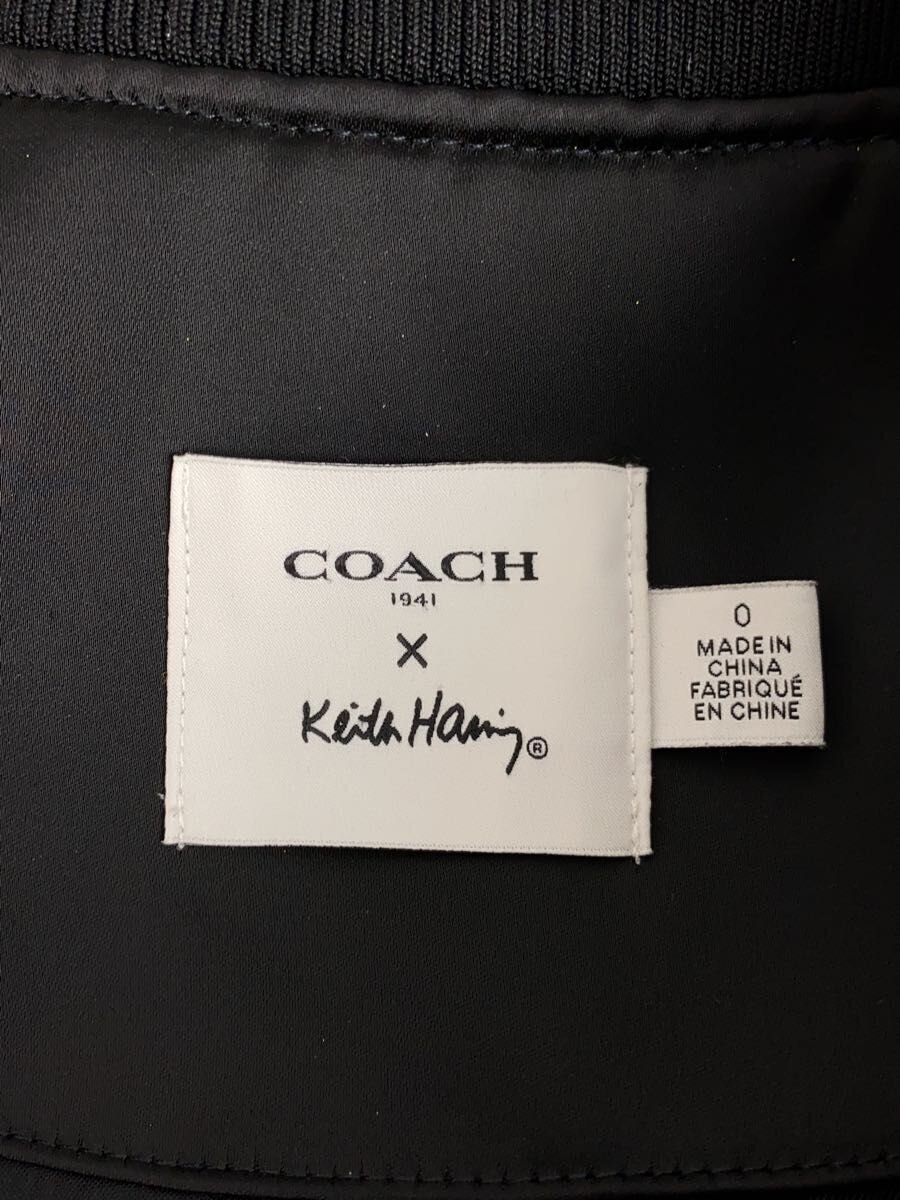 COACH
1941
X
Keith Haring®
0
MADE IN
CHINA
FABRIQUÉ
EN CHINE